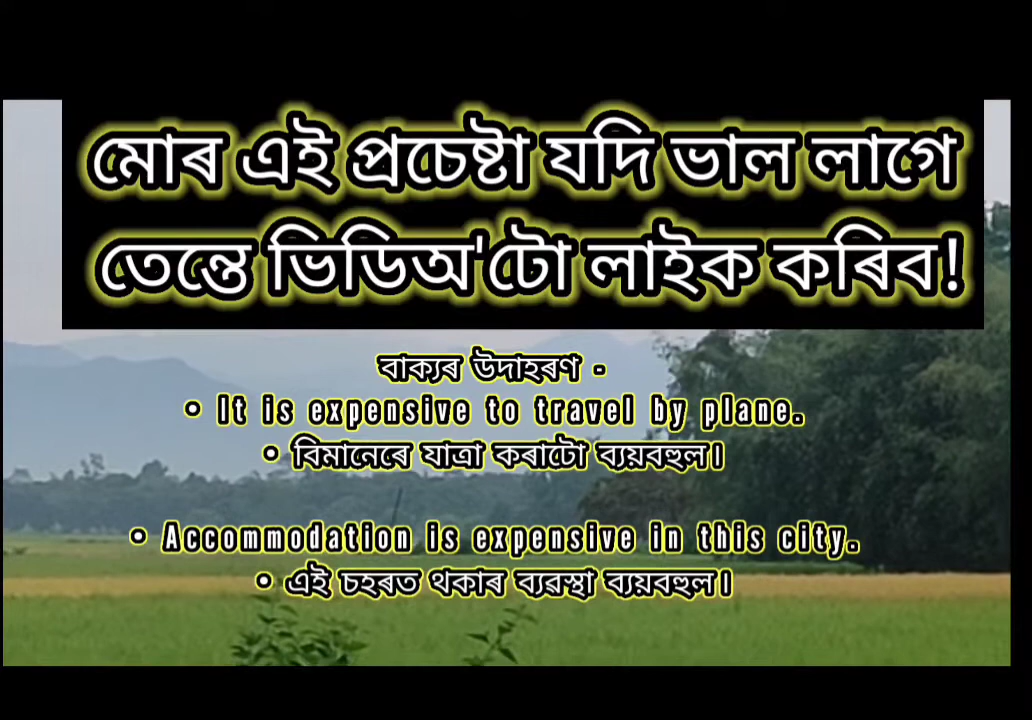 মোৰ এই প্ৰচেষ্টা যদি ভাল লাগে
তেন্তে ভিডিঅ'টো লাইক কৰিব!
বাক্যৰ উদাহৰণ -
• It is expensive to travel by plane.
• বিমানেৰে যাত্ৰা কৰাটো ব্যয়বহুল।
• Accommodation is expensive in this city.
• এই চহৰত থকাৰ ব্যৱস্থা ব্যয়বহুল।